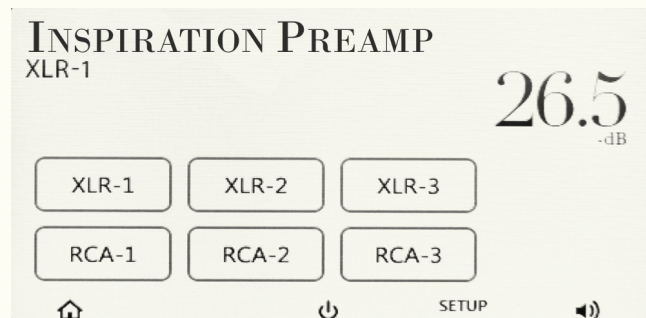 INSPIRATION PREAMP
XLR-1
26.5
-dB
XLR-1 XLR-2 XLR-3
RCA-1 RCA-2 RCA-3
SETUP